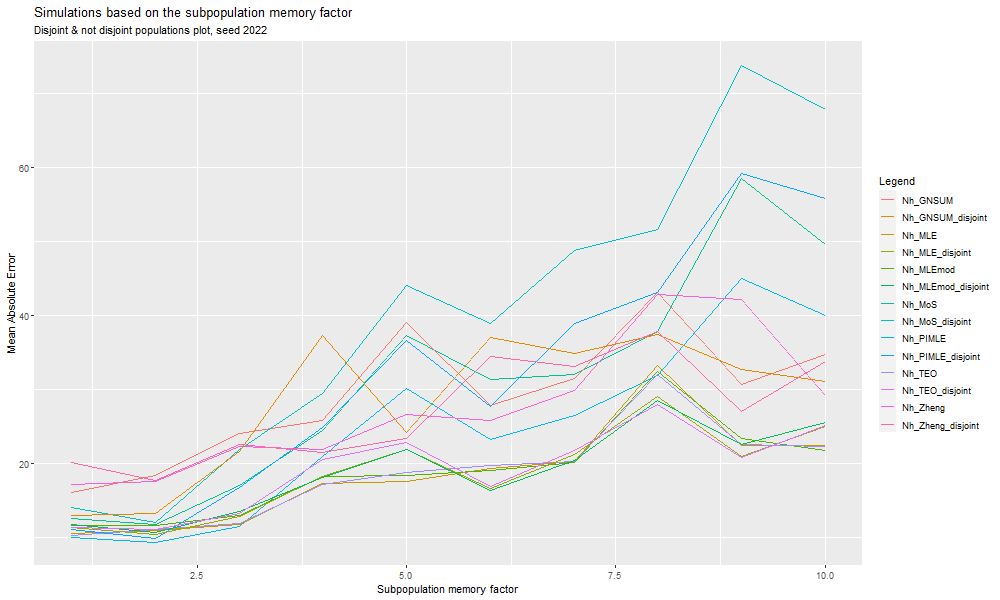 Simulations based on the subpopulation memory factor
Disjoint & not disjoint populations plot, seed 2022
Mean Absolute Error
60
40
20
2.5
5.0
7.5
10.0
Subpopulation memory factor
Legend
Nh_GNSUM
Nh_GNSUM_disjoint
Nh_MLE
Nh_MLE_disjoint
Nh_MLEmod
Nh_MLEmod_disjoint
Nh_MoS
Nh_MoS_disjoint
Nh_PIMLE
Nh_PIMLE_disjoint
Nh_TEO
Nh_TEO_disjoint
Nh_Zheng
Nh_Zheng_disjoint